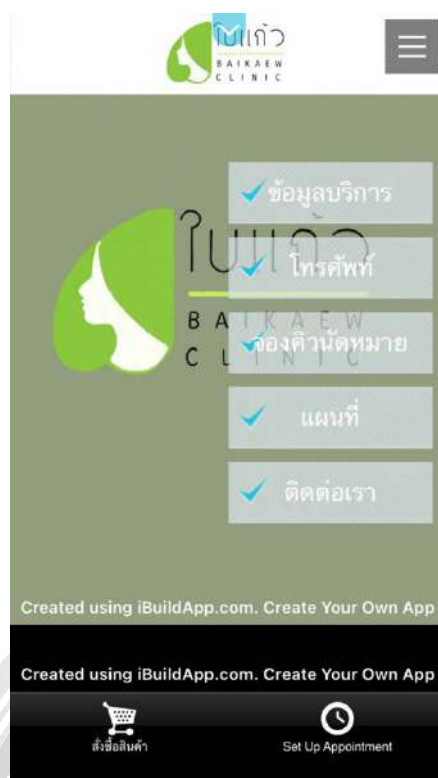 ใบแก้ว
BAIKAEW
CLINIC
ข้อมูลบริการ
ใบแก้ว
โทรศัพท์
BAIKAEW
จองคิวนัดหมาย
CLINIC
แผนที่
ติดต่อเรา
Created using iBuildApp.com. Create Your Own App
Created using iBuildApp.com. Create Your Own App
สั่งซื้อสินค้า
Set Up Appointment